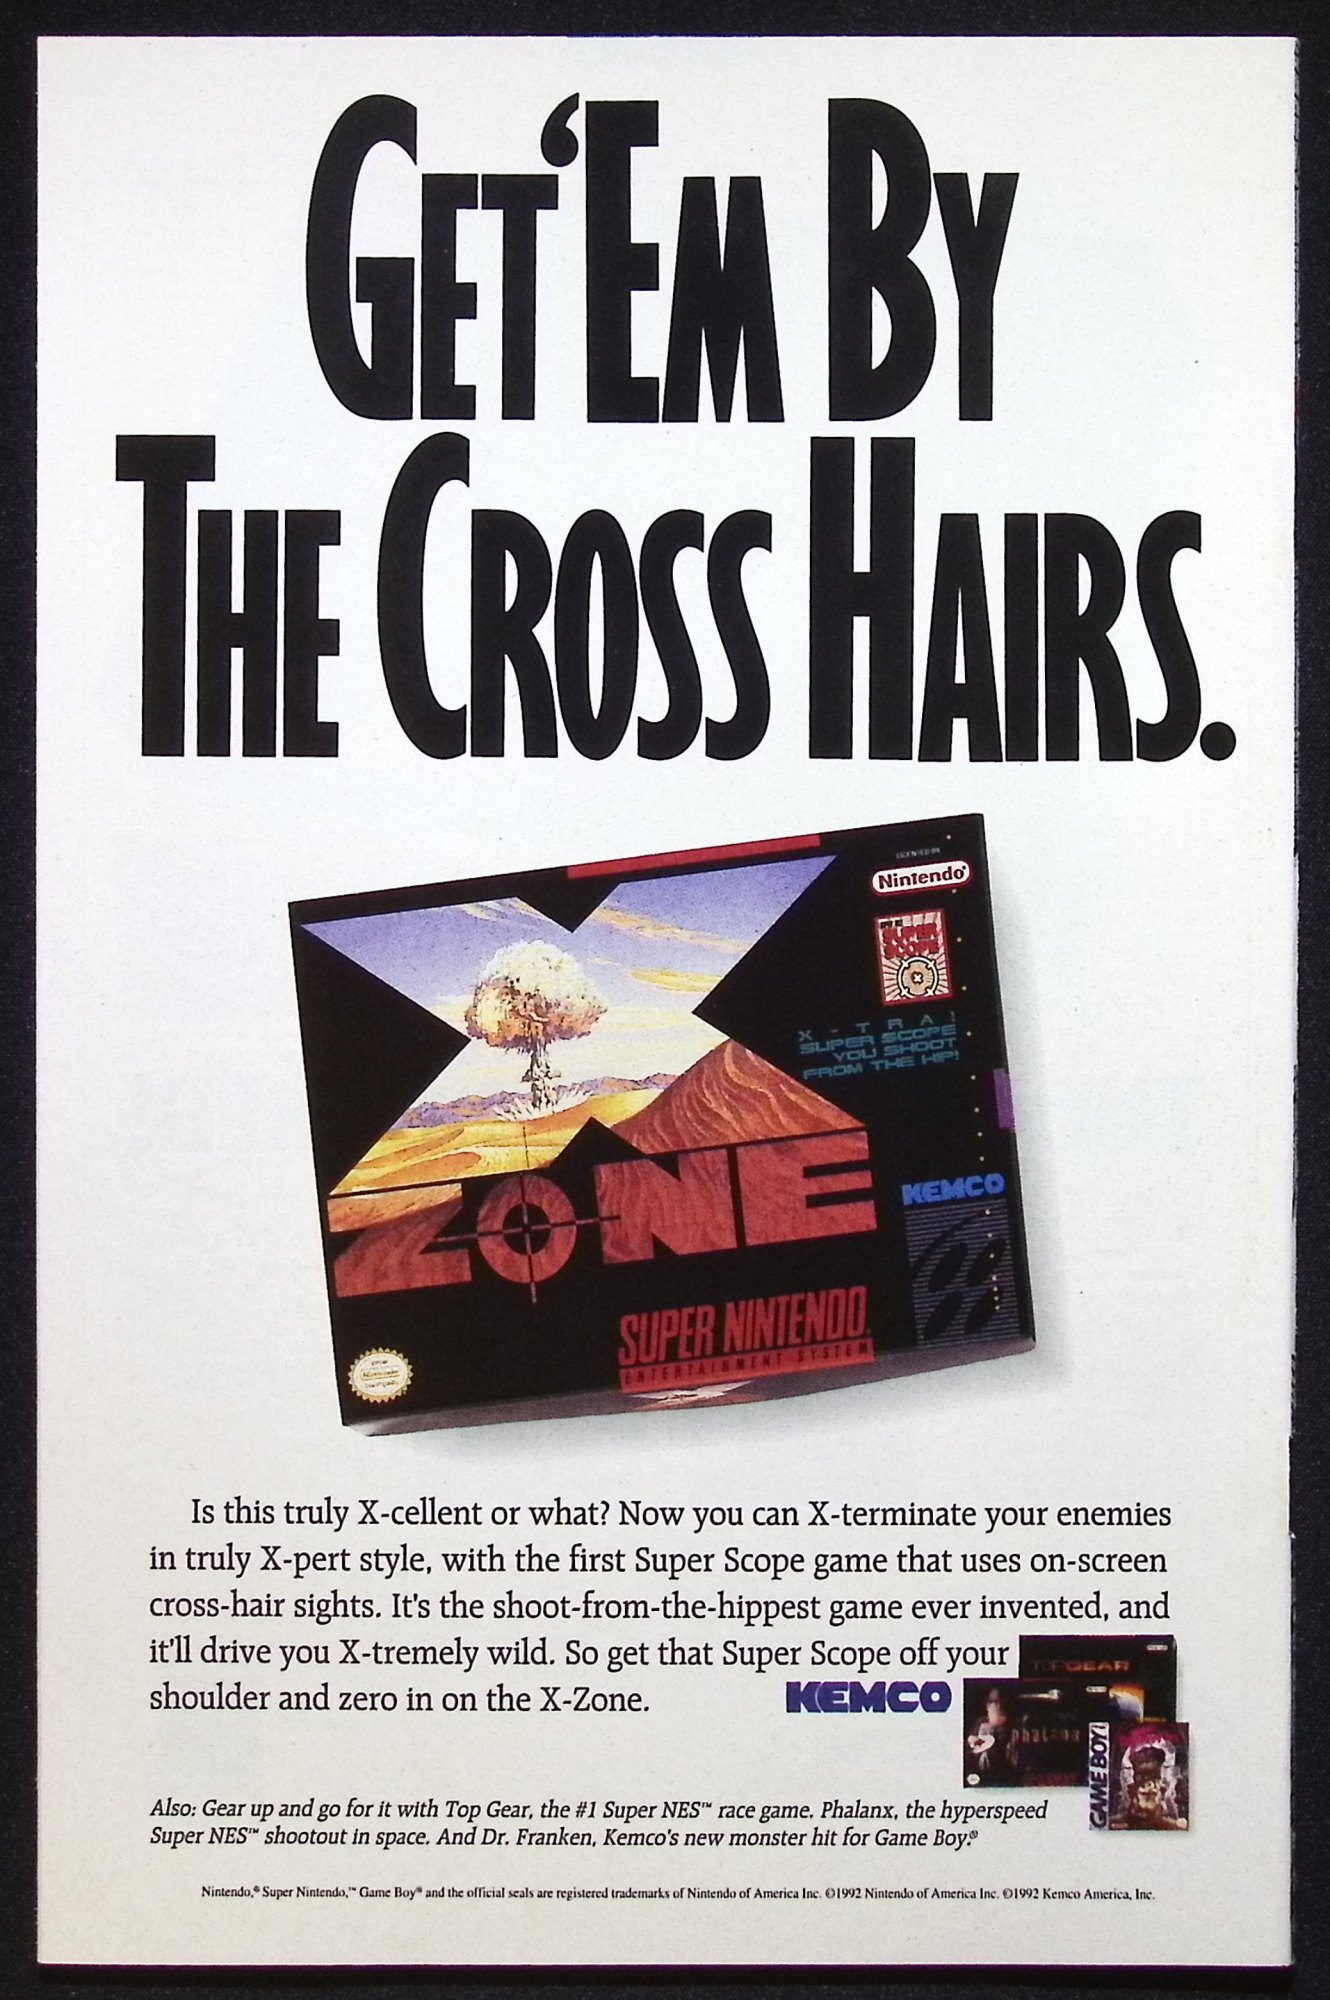 GET 'EM BY
THE CROSS HAIRS.
LICENSED BY
Nintendo®
SUPER
SCOPE
X-TRA!
SUPER SCOPE
YOU SHOOT
FROM THE HIP!
X
ZONE
KEMCO
SUPER NINTENDO
ENTERTAINMENT SYSTEM
Is this truly X-cellent or what? Now you can X-terminate your enemies
in truly X-pert style, with the first Super Scope game that uses on-screen
cross-hair sights. It's the shoot-from-the-hippest game ever invented, and
it'll drive you X-tremely wild. So get that Super Scope off your
shoulder and zero in on the X-Zone.
KEMCO
TOP GEAR
phalanx
GAME BOY
Also: Gear up and go for it with Top Gear, the #1 Super NES™ race game. Phalanx, the hyperspeed
Super NES™ shootout in space. And Dr. Franken, Kemco's new monster hit for Game Boy.®
Nintendo,® Super Nintendo,™ Game Boy® and the official seals are registered trademarks of Nintendo of America Inc. ©1992 Nintendo of America Inc. ©1992 Kemco America, Inc.